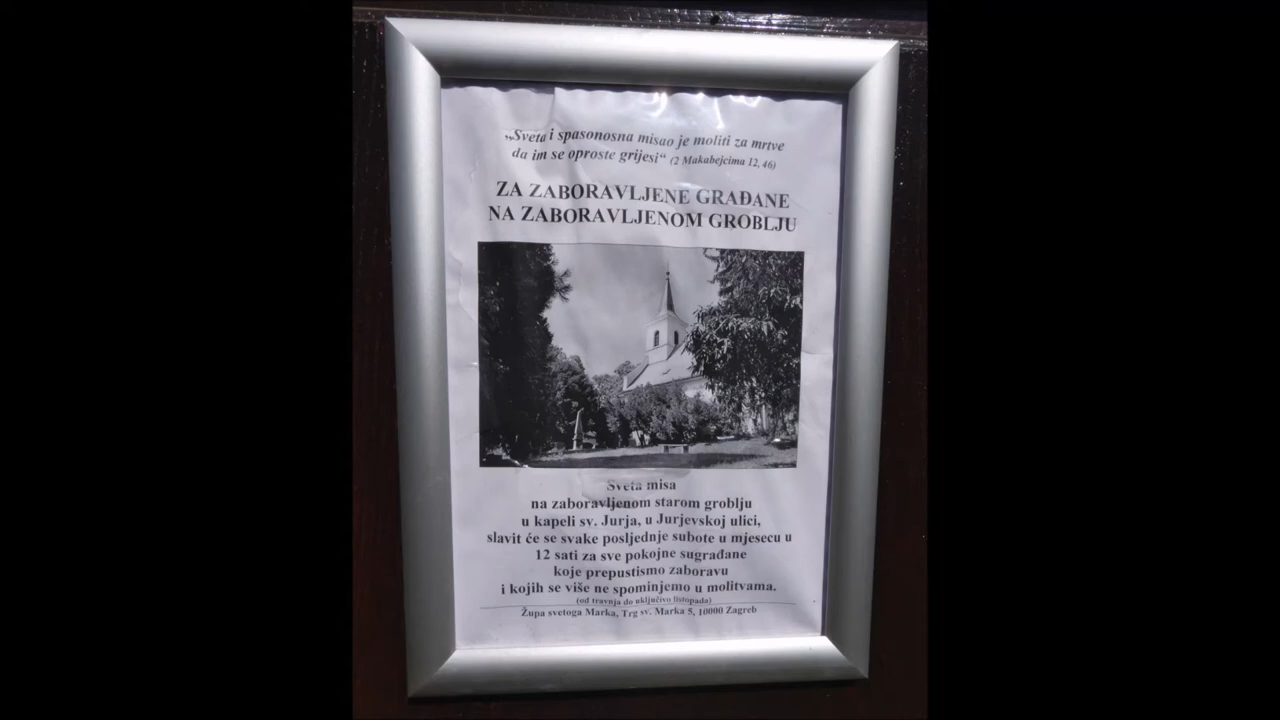 „Sveta i spasonosna misao je moliti za mrtve
da im se oproste grijesi“ (2 Makabejcima 12, 46)
ZA ZABORAVLJENE GRAĐANE
NA ZABORAVLJENOM GROBLJU
Sveta misa
na zaboravljenom starom groblju
u kapeli sv. Jurja, u Jurjevskoj ulici,
slavit će se svake posljednje subote u mjesecu u
12 sati za sve pokojne sugrađane
koje prepustismo zaboravu
i kojih se više ne spominjemo u molitvama.
(od travnja do uključivo listopada)
Župa svetoga Marka, Trg sv. Marka 5, 10000 Zagreb